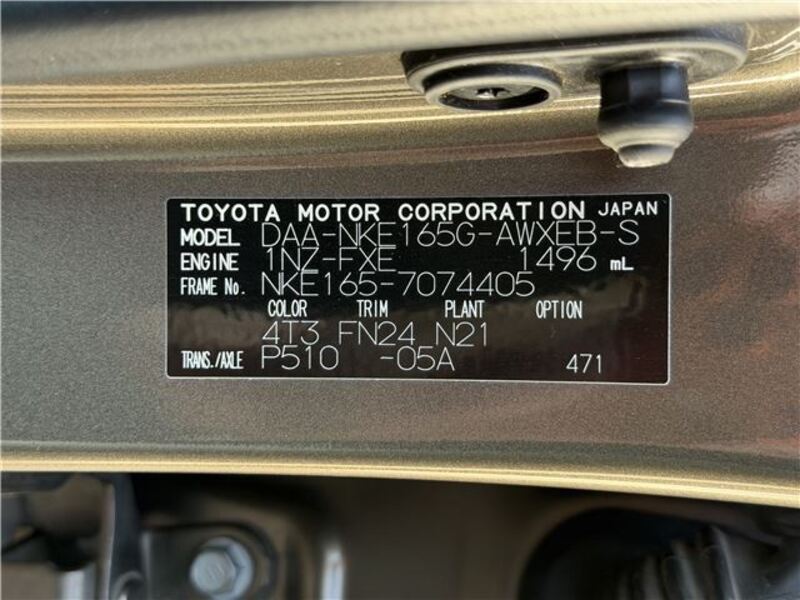 TOYOTA MOTOR CORPORATION JAPAN
MODEL DAA-NKE165G-AWXEB-S
ENGINE 1NZ-FXE 1496 mL
FRAME No. NKE165-7074405
COLOR TRIM PLANT OPTION
4T3 FN24 N21
TRANS./AXLE P510 -05A 471